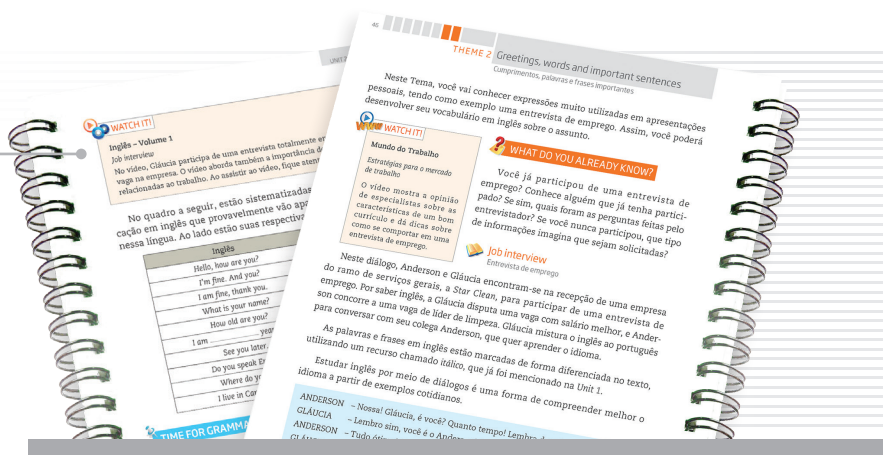 UNIT 2
WATCH IT!
Inglês – Volume 1
Job interview
No vídeo, Gláucia participa de uma entrevista totalmente
vaga na empresa. O vídeo aborda também a importância
relacionadas ao trabalho. Ao assistir ao vídeo, fique
No quadro a seguir, estão sistematizadas
cação em inglês que provavelmente vão
nessa língua. Ao lado estão suas
Inglês
Hello, how are you?
I'm fine. And you?
I am fine, thank you.
What is your name?
How old are you?
I am ________
See you later.
Do you speak
Where do
I live in
TIME FOR
46
THEME 2 Greetings, words and important sentences
Cumprimentos, palavras e frases importantes
Neste Tema, você vai conhecer expressões muito utilizadas em apresentações
pessoais, tendo como exemplo uma entrevista de emprego. Assim, você poderá
desenvolver seu vocabulário em inglês sobre o assunto.
WATCH IT!
Mundo do Trabalho
Estratégias para o mercado
de trabalho
O vídeo mostra a opinião
de especialistas sobre as
características de um bom
currículo e dá dicas sobre
como se comportar em uma
entrevista de emprego.
WHAT DO YOU ALREADY KNOW?
Você já participou de uma entrevista de
emprego? Conhece alguém que já tenha partici-
pado? Se sim, quais foram as perguntas feitas pelo
entrevistador? Se você nunca participou, que tipo
de informações imagina que sejam solicitadas?
Job interview
Entrevista de emprego
Neste diálogo, Anderson e Gláucia encontram-se na recepção de uma empresa
do ramo de serviços gerais, a Star Clean, para participar de uma entrevista de
emprego. Por saber inglês, a Gláucia disputa uma vaga com salário melhor, e Ander-
son concorre a uma vaga de líder de limpeza. Gláucia mistura o inglês ao português
para conversar com seu colega Anderson, que quer aprender o idioma.
As palavras e frases em inglês estão marcadas de forma diferenciada no texto,
utilizando um recurso chamado itálico, que já foi mencionado na Unit 1.
Estudar inglês por meio de diálogos é uma forma de compreender melhor o
idioma a partir de exemplos cotidianos.
ANDERSON – Nossa! Gláucia, é você? Quanto tempo!
GLÁUCIA – Lembro sim, você é o
ANDERSON – Tudo